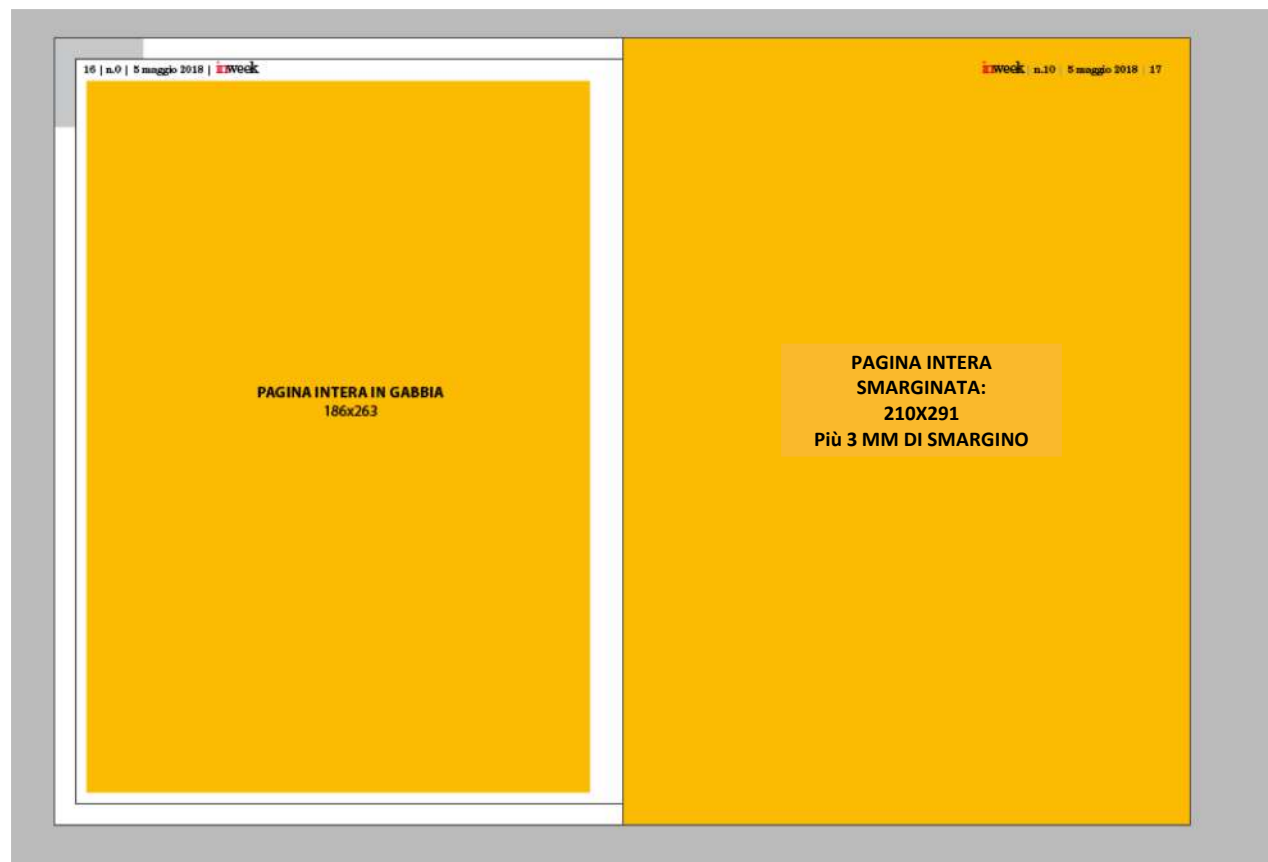 16 | n.0 | 5 maggio 2018 | inweek
PAGINA INTERA IN GABBIA
186x263
inweek | n.10 | 5 maggio 2018 | 17
PAGINA INTERA
SMARGINATA:
210X291
Più 3 MM DI SMARGINO